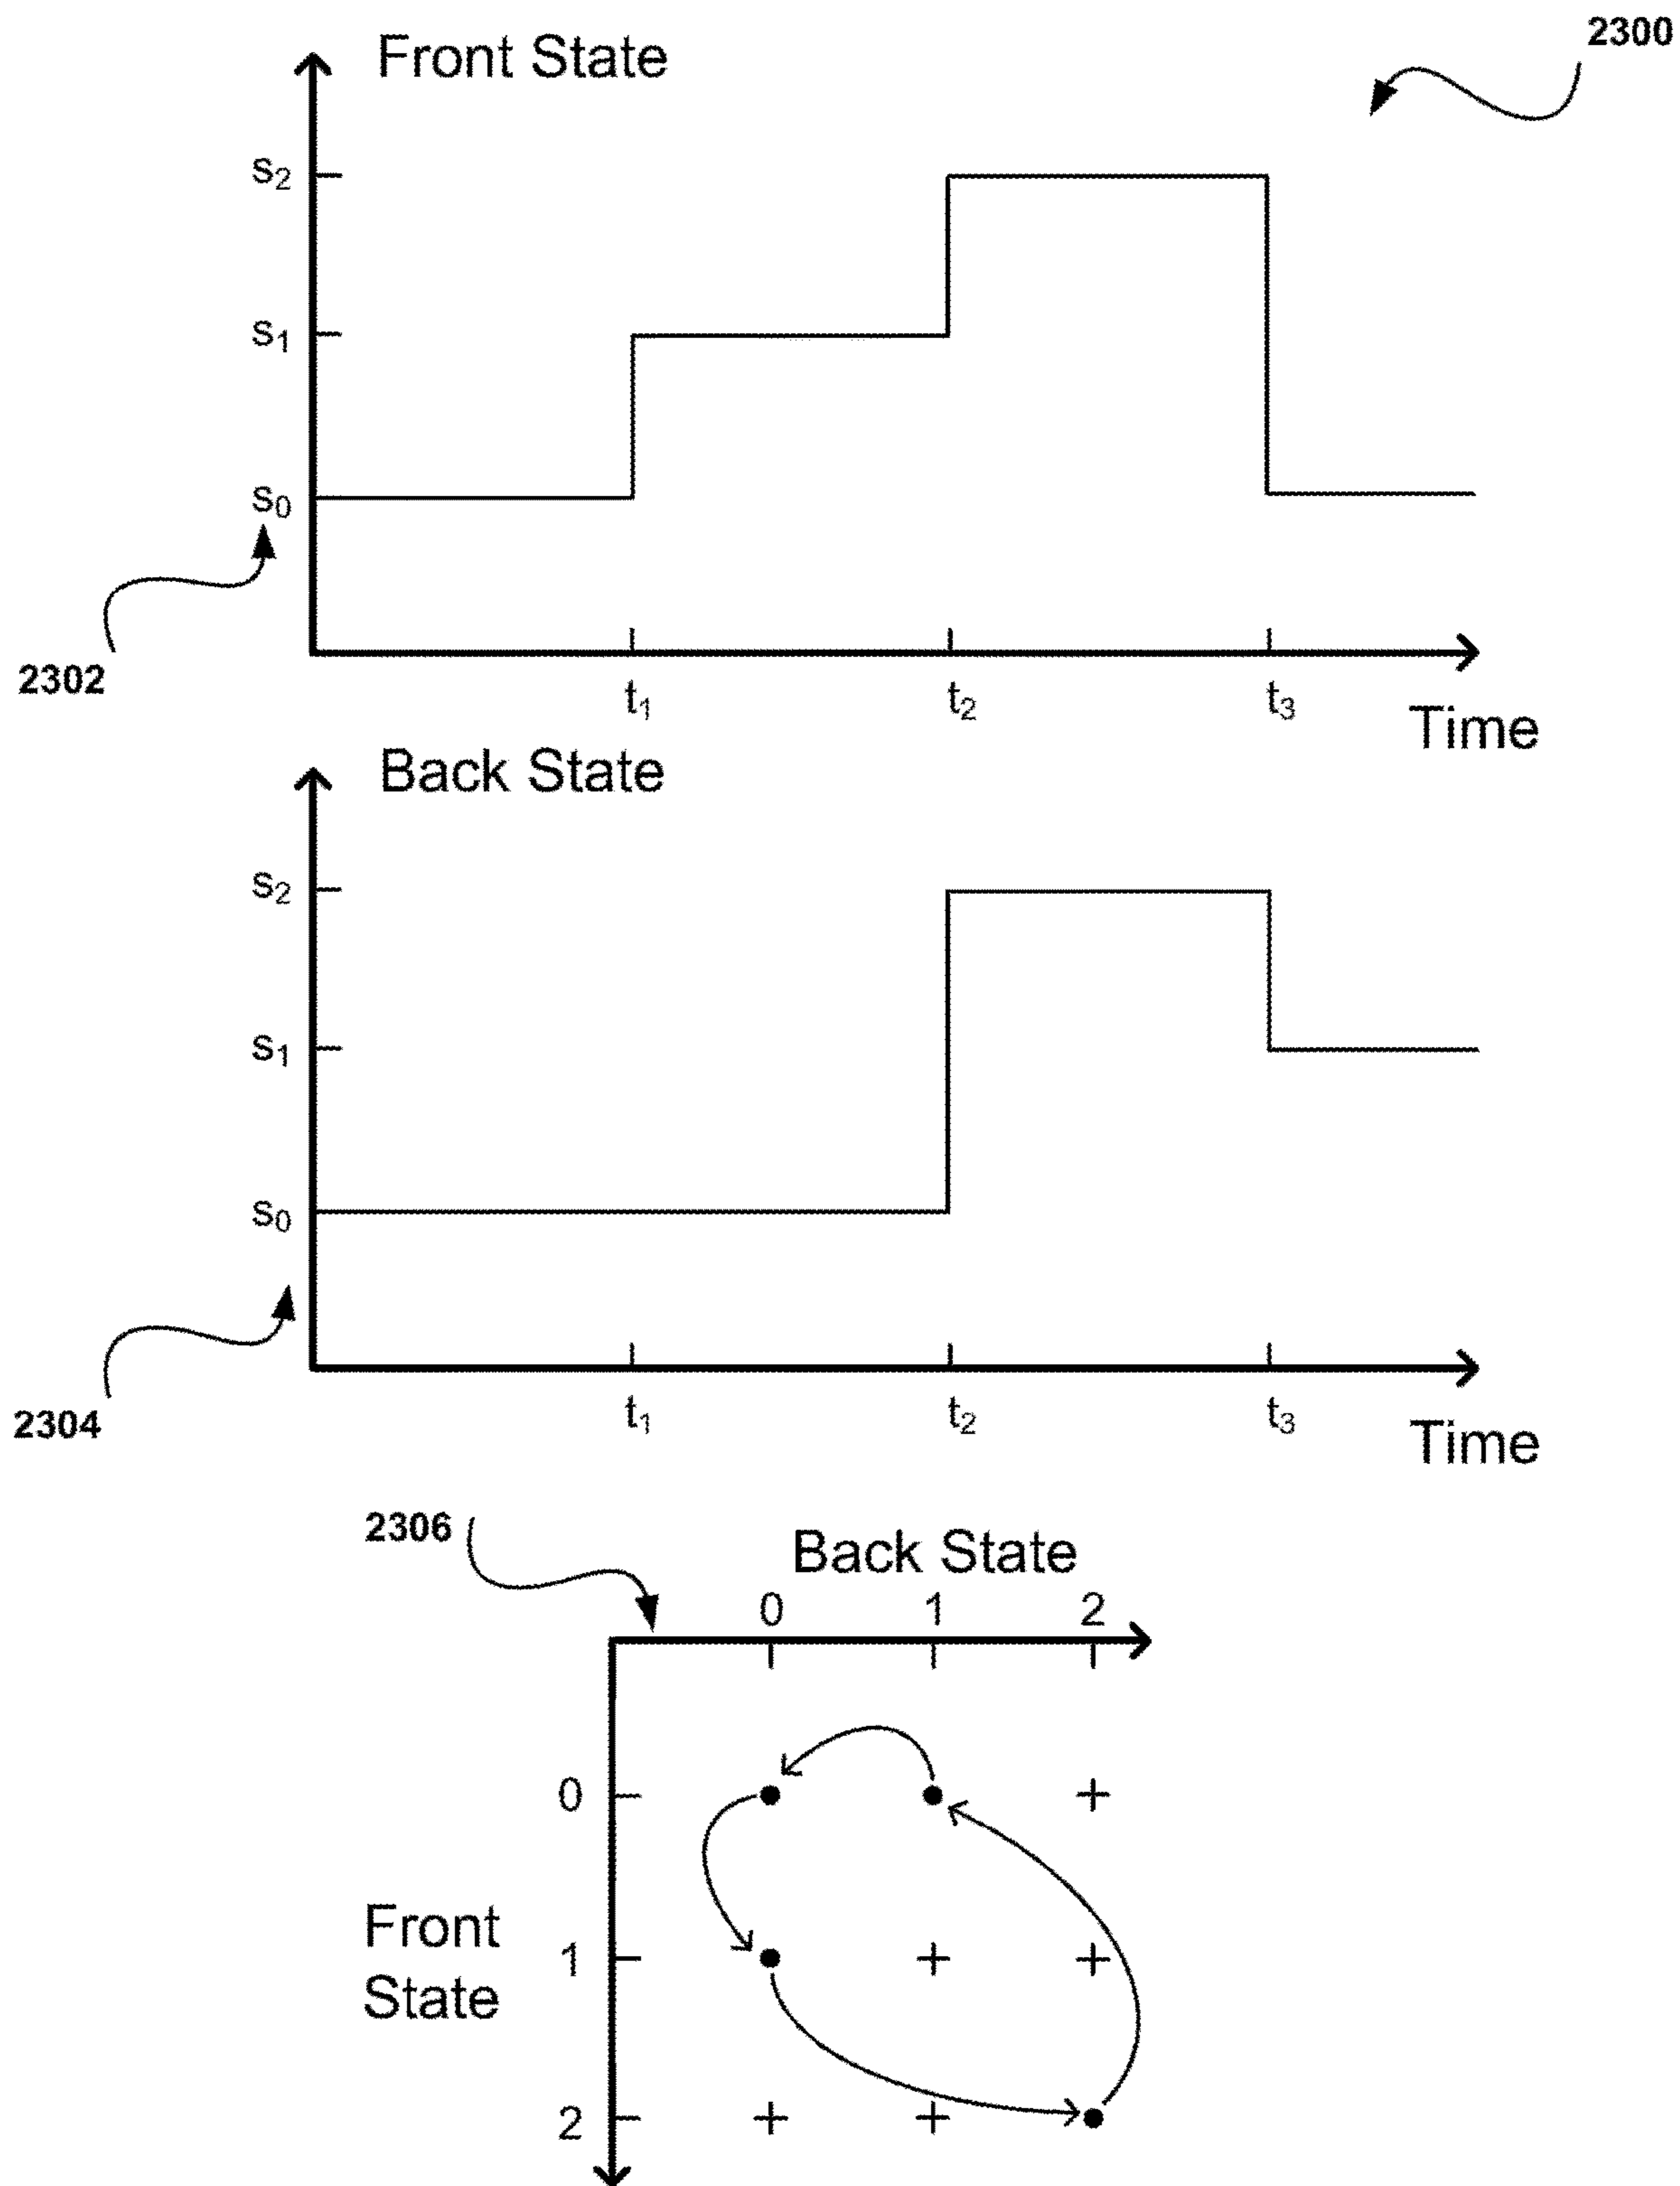 2300
Front State
S2
S1
S0
2302
t1 t2 t3
Time
Back State
S2
S1
S0
2304
t1 t2 t3
Time
2306
Back State
0 1 2
0
Front
State
1
2